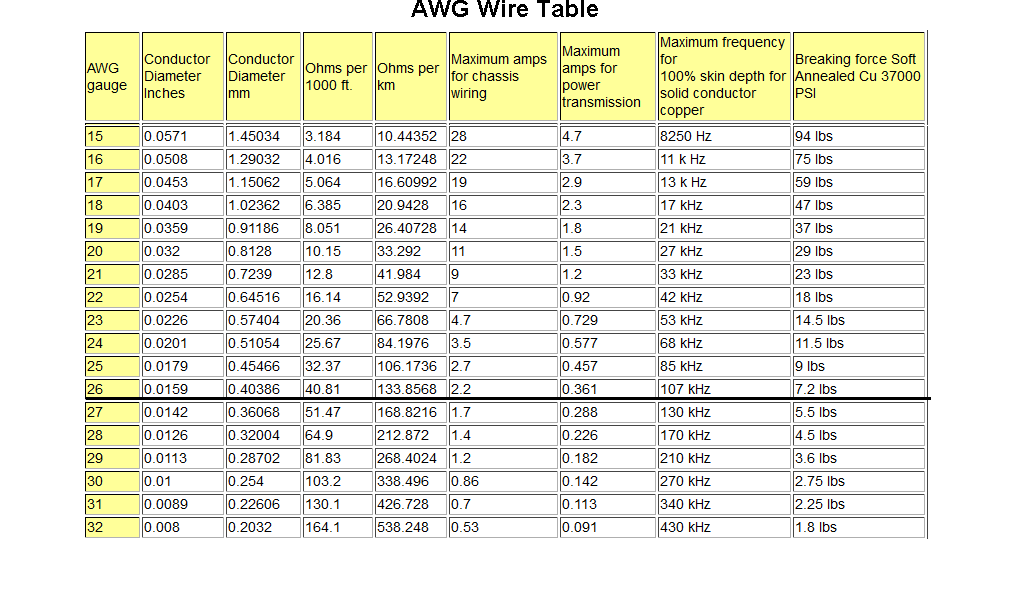 AWG Wire Table
AWG gauge | Conductor Diameter Inches | Conductor Diameter mm | Ohms per 1000 ft. | Ohms per km | Maximum amps for chassis wiring | Maximum amps for power transmission | Maximum frequency for 100% skin depth for solid conductor copper | Breaking force Soft Annealed Cu 37000 PSI
15 0.0571 1.45034 3.184 10.44352 28 4.7 8250 Hz 94 lbs
16 0.0508 1.29032 4.016 13.17248 22 3.7 11 k Hz 75 lbs
17 0.0453 1.15062 5.064 16.60992 19 2.9 13 k Hz 59 lbs
18 0.0403 1.02362 6.385 20.9428 16 2.3 17 kHz 47 lbs
19 0.0359 0.91186 8.051 26.40728 14 1.8 21 kHz 37 lbs
20 0.032 0.8128 10.15 33.292 11 1.5 27 kHz 29 lbs
21 0.0285 0.7239 12.8 41.984 9 1.2 33 kHz 23 lbs
22 0.0254 0.64516 16.14 52.9392 7 0.92 42 kHz 18 lbs
23 0.0226 0.57404 20.36 66.7808 4.7 0.729 53 kHz 14.5 lbs
24 0.0201 0.51054 25.67 84.1976 3.5 0.577 68 kHz 11.5 lbs
25 0.0179 0.45466 32.37 106.1736 2.7 0.457 85 kHz 9 lbs
26 0.0159 0.40386 40.81 133.8568 2.2 0.361 107 kHz 7.2 lbs
27 0.0142 0.36068 51.47 168.8216 1.7 0.288 130 kHz 5.5 lbs
28 0.0126 0.32004 64.9 212.872 1.4 0.226 170 kHz 4.5 lbs
29 0.0113 0.28702 81.83 268.4024 1.2 0.182 210 kHz 3.6 lbs
30 0.01 0.254 103.2 338.496 0.86 0.142 270 kHz 2.75 lbs
31 0.0089 0.22606 130.1 426.728 0.7 0.113 340 kHz 2.25 lbs
32 0.008 0.2032 164.1 538.248 0.53 0.091 430 kHz 1.8 lbs